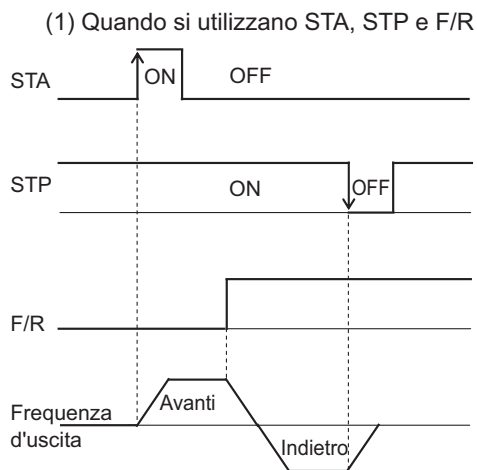 (1) Quando si utilizzano STA, STP e F/R
STA
ON
OFF
STP
ON
OFF
F/R
Frequenza
d'uscita
Avanti
Indietro